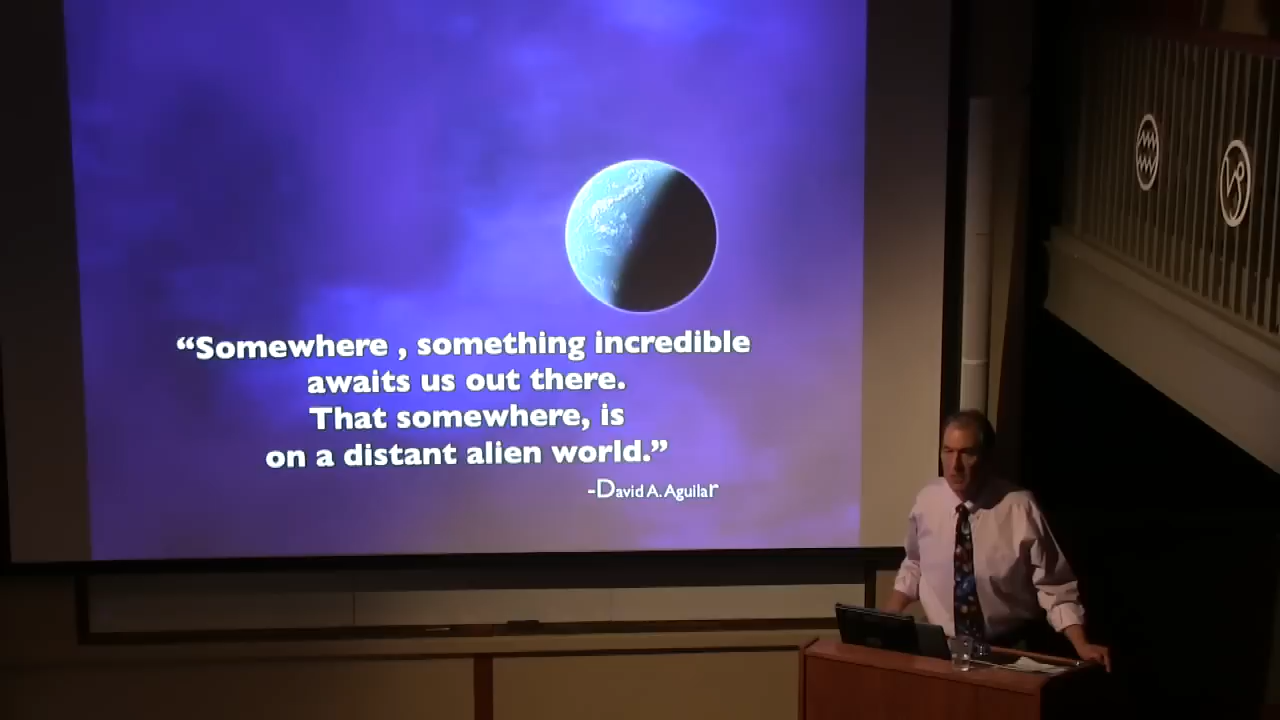 “Somewhere , something incredible
awaits us out there.
That somewhere, is
on a distant alien world.”
-David A. Aguilar